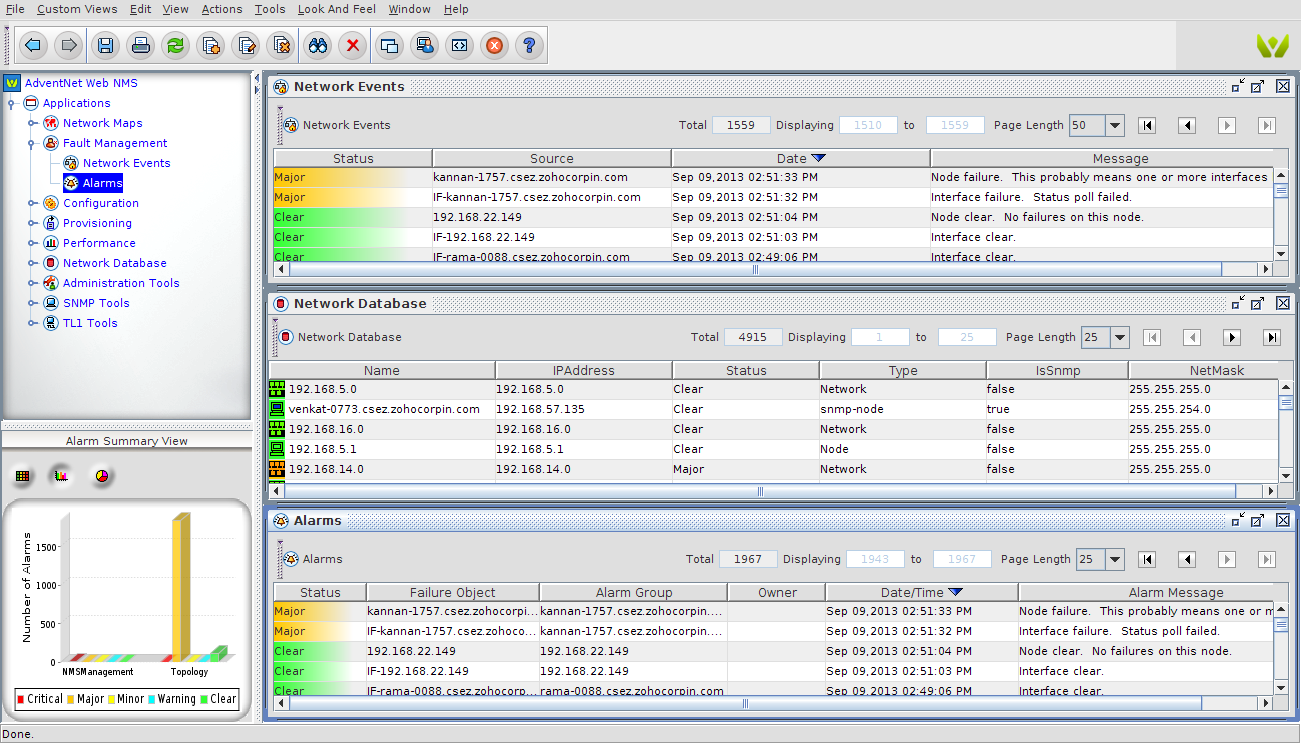 File Custom Views Edit View Actions Tools Look And Feel Window Help
AdventNet Web NMS
Applications
Network Maps
Fault Management
Network Events
Alarms
Configuration
Provisioning
Performance
Network Database
Administration Tools
SNMP Tools
TL1 Tools
Alarm Summary View
Number of Alarms
1500
1000
500
0
NMSManagement Topology
Critical Major Minor Warning Clear
Network Events
Network Events Total 1559 Displaying 1510 to 1559 Page Length 50
Status Source Date Message
Major kannan-1757.csez.zohocorpin.com Sep 09,2013 02:51:33 PM Node failure. This probably means one or more interfaces
Major IF-kannan-1757.csez.zohocorpin.com Sep 09,2013 02:51:32 PM Interface failure. Status poll failed.
Clear 192.168.22.149 Sep 09,2013 02:51:04 PM Node clear. No failures on this node.
Clear IF-192.168.22.149 Sep 09,2013 02:51:03 PM Interface clear.
Clear IF-rama-0088.csez.zohocorpin.com Sep 09,2013 02:49:06 PM Interface clear.
Network Database
Network Database Total 4915 Displaying 1 to 25 Page Length 25
Name IPAddress Status Type IsSnmp NetMask
192.168.5.0 192.168.5.0 Clear Network false 255.255.255.0
venkat-0773.csez.zohocorpin.com 192.168.57.135 Clear snmp-node true 255.255.254.0
192.168.16.0 192.168.16.0 Clear Network false 255.255.255.0
192.168.5.1 192.168.5.1 Clear Node false 255.255.255.0
192.168.14.0 192.168.14.0 Major Network false 255.255.255.0
Alarms
Alarms Total 1967 Displaying 1943 to 1967 Page Length 25
Status Failure Object Alarm Group Owner Date/Time Alarm Message
Major kannan-1757.csez.zohocorpi... kannan-1757.csez.zohocorpin.... Sep 09,2013 02:51:33 PM Node failure. This probably means one or m
Major IF-kannan-1757.csez.zohoco... kannan-1757.csez.zohocorpin.... Sep 09,2013 02:51:32 PM Interface failure. Status poll failed.
Clear 192.168.22.149 192.168.22.149 Sep 09,2013 02:51:04 PM Node clear. No failures on this node.
Clear IF-192.168.22.149 192.168.22.149 Sep 09,2013 02:51:03 PM Interface clear.
Clear IF-rama-0088.csez.zohocorp... rama-0088.csez.zohocorpin.com Sep 09,2013 02:49:06 PM Interface clear.
Done.